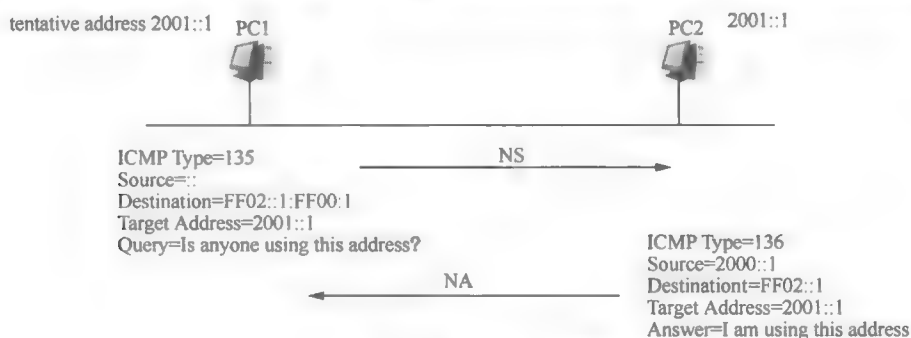 tentative address 2001::1
PC1
PC2
2001::1
NS
ICMP Type=135
Source=::
Destination=FF02::1:FF00:1
Target Address=2001::1
Query=Is anyone using this address?
NA
ICMP Type=136
Source=2000::1
Destinationt=FF02::1
Target Address=2001::1
Answer=I am using this address